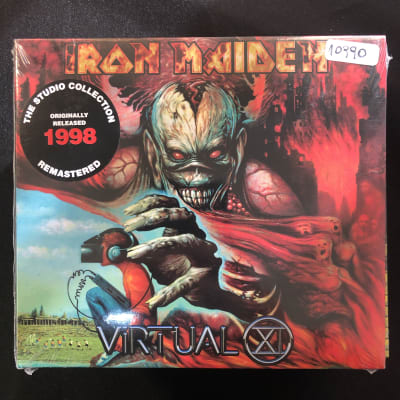 IRON MAIDEN
10990
THE STUDIO COLLECTION
ORIGINALLY
RELEASED
1998
REMASTERED
VIRTUAL XI